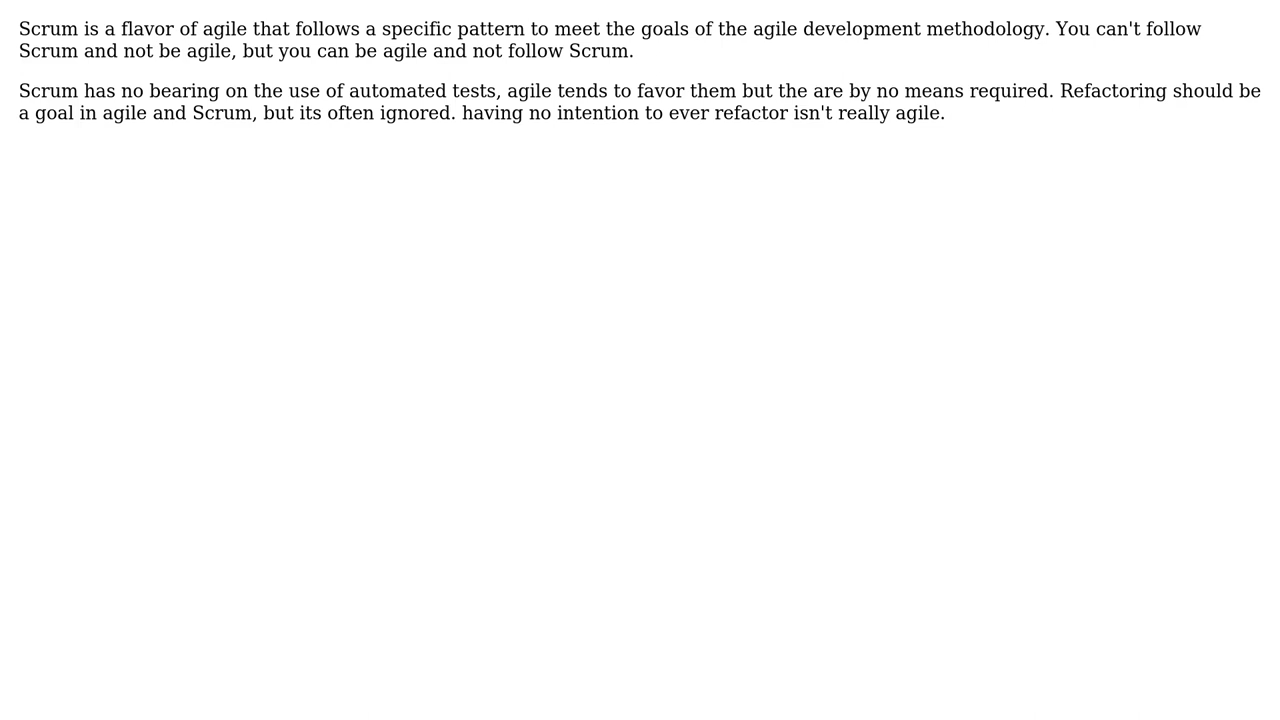 Scrum is a flavor of agile that follows a specific pattern to meet the goals of the agile development methodology. You can't follow
Scrum and not be agile, but you can be agile and not follow Scrum.
Scrum has no bearing on the use of automated tests, agile tends to favor them but the are by no means required. Refactoring should be
a goal in agile and Scrum, but its often ignored. having no intention to ever refactor isn't really agile.